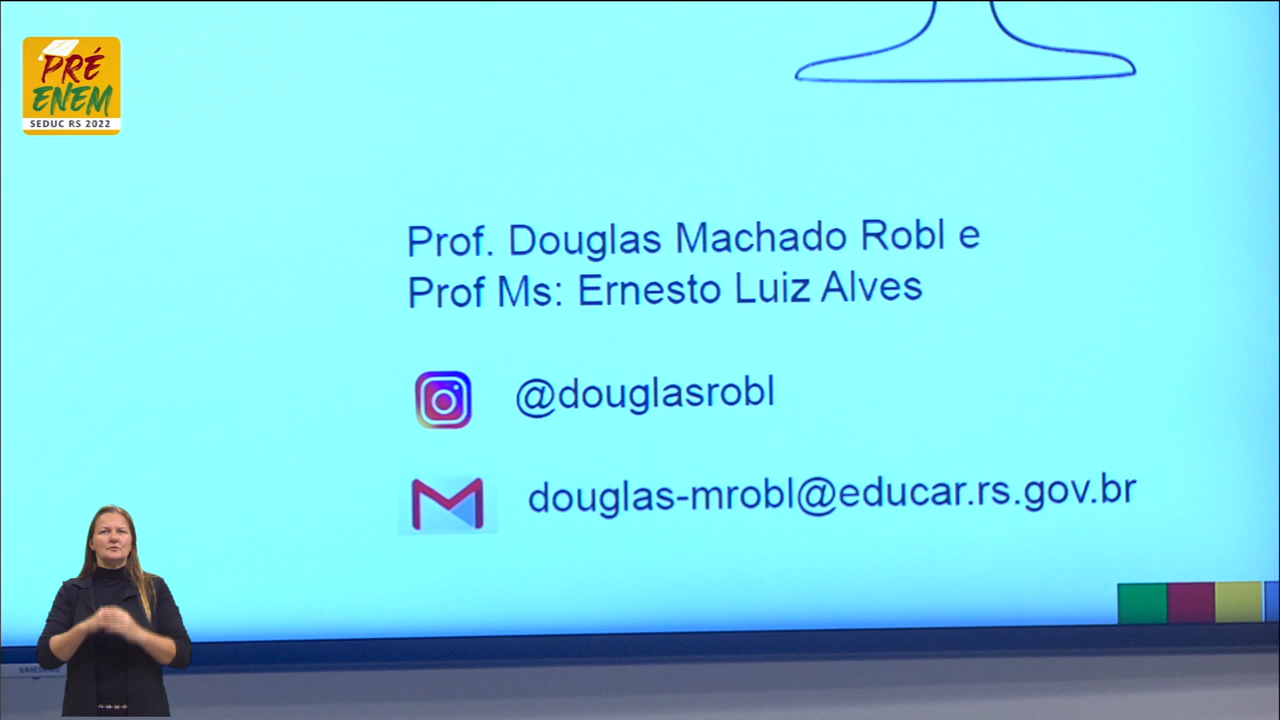 PRÉ
ENEM
SEDUC RS 2022
Prof. Douglas Machado Robl e
Prof Ms: Ernesto Luiz Alves
@douglasrobl
douglas-mrobl@educar.rs.gov.br
SAMSUNG